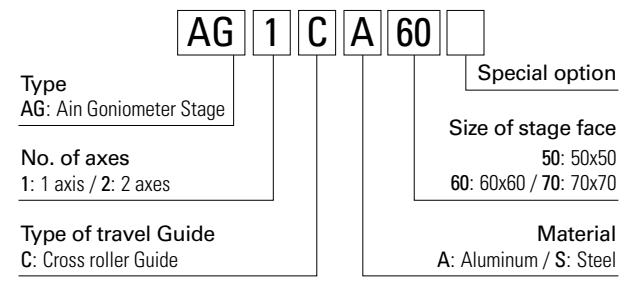 AG 1 C A 60
Type
AG: Ain Goniometer Stage
Special option
No. of axes
1: 1 axis / 2: 2 axes
Size of stage face
50: 50x50
60: 60x60 / 70: 70x70
Type of travel Guide
C: Cross roller Guide
Material
A: Aluminum / S: Steel